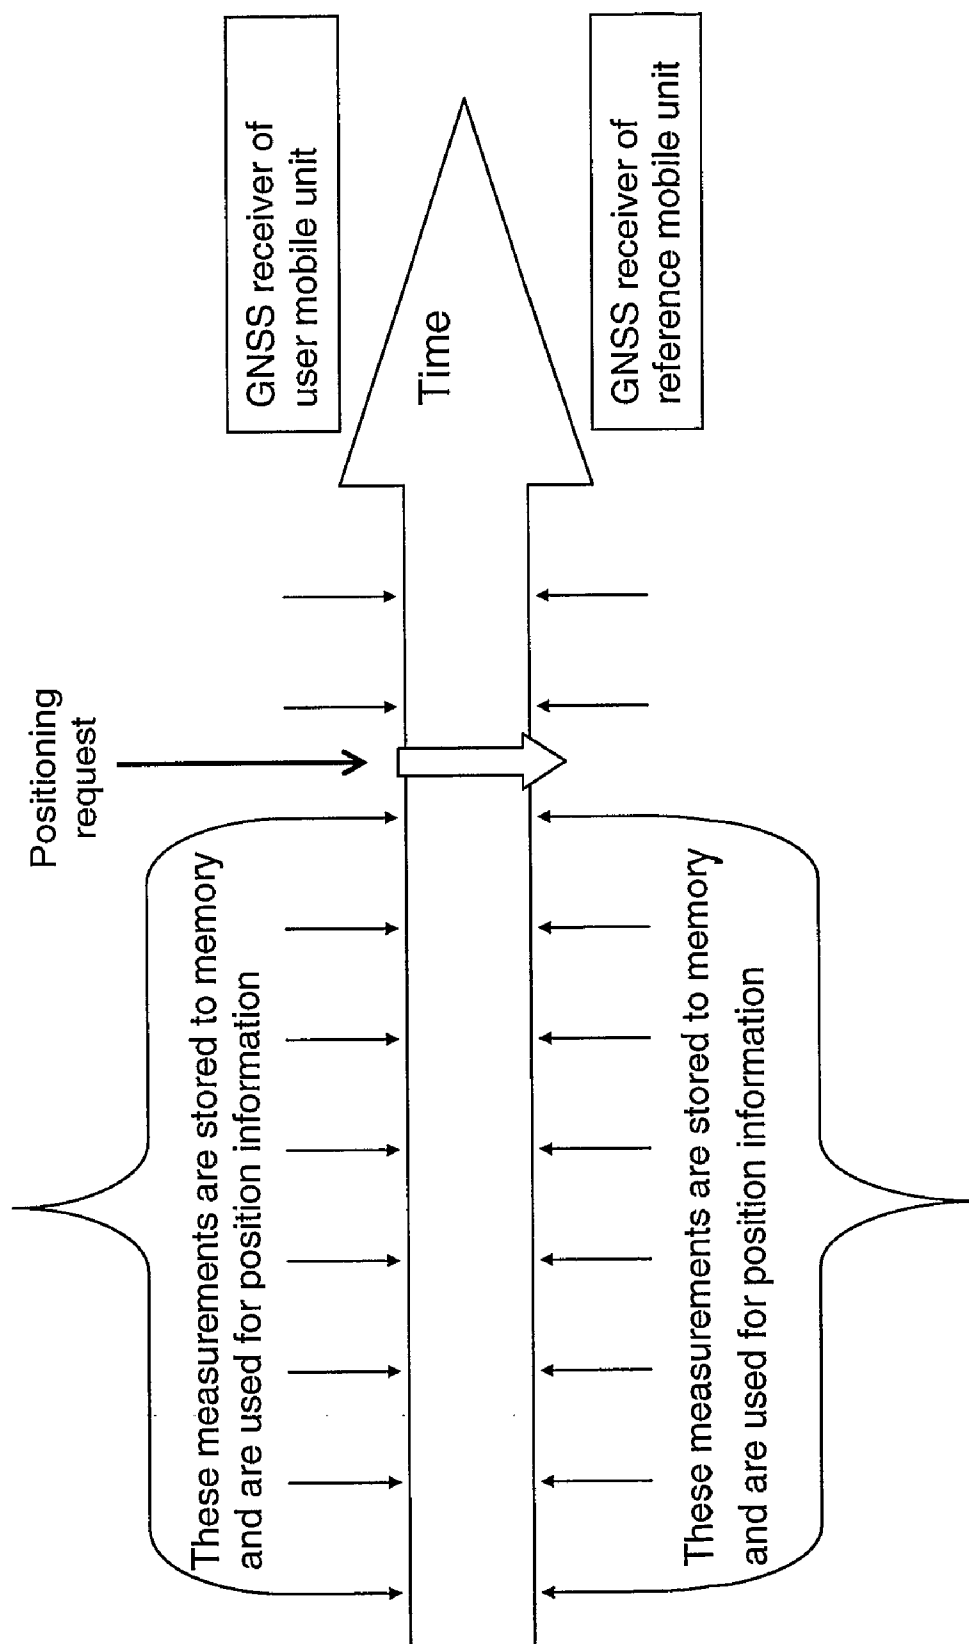 Positioning
request
These measurements are stored to memory
and are used for position information
GNSS receiver of
user mobile unit
Time
GNSS receiver of
reference mobile unit
These measurements are stored to memory
and are used for position information